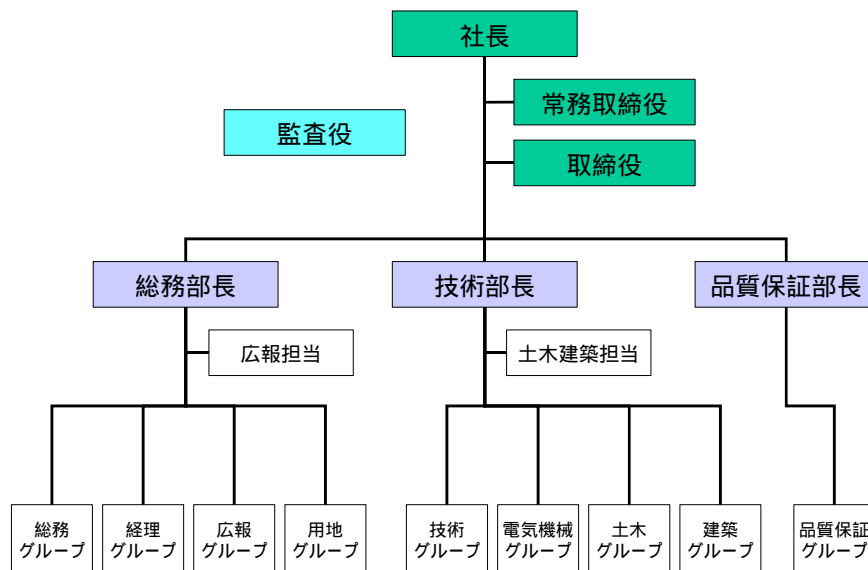 社長
常務取締役
監査役
取締役
総務部長
技術部長
品質保証部長
広報担当
土木建築担当
総務
グループ
経理
グループ
広報
グループ
用地
グループ
技術
グループ
電気機械
グループ
土木
グループ
建築
グループ
品質保証
グループ